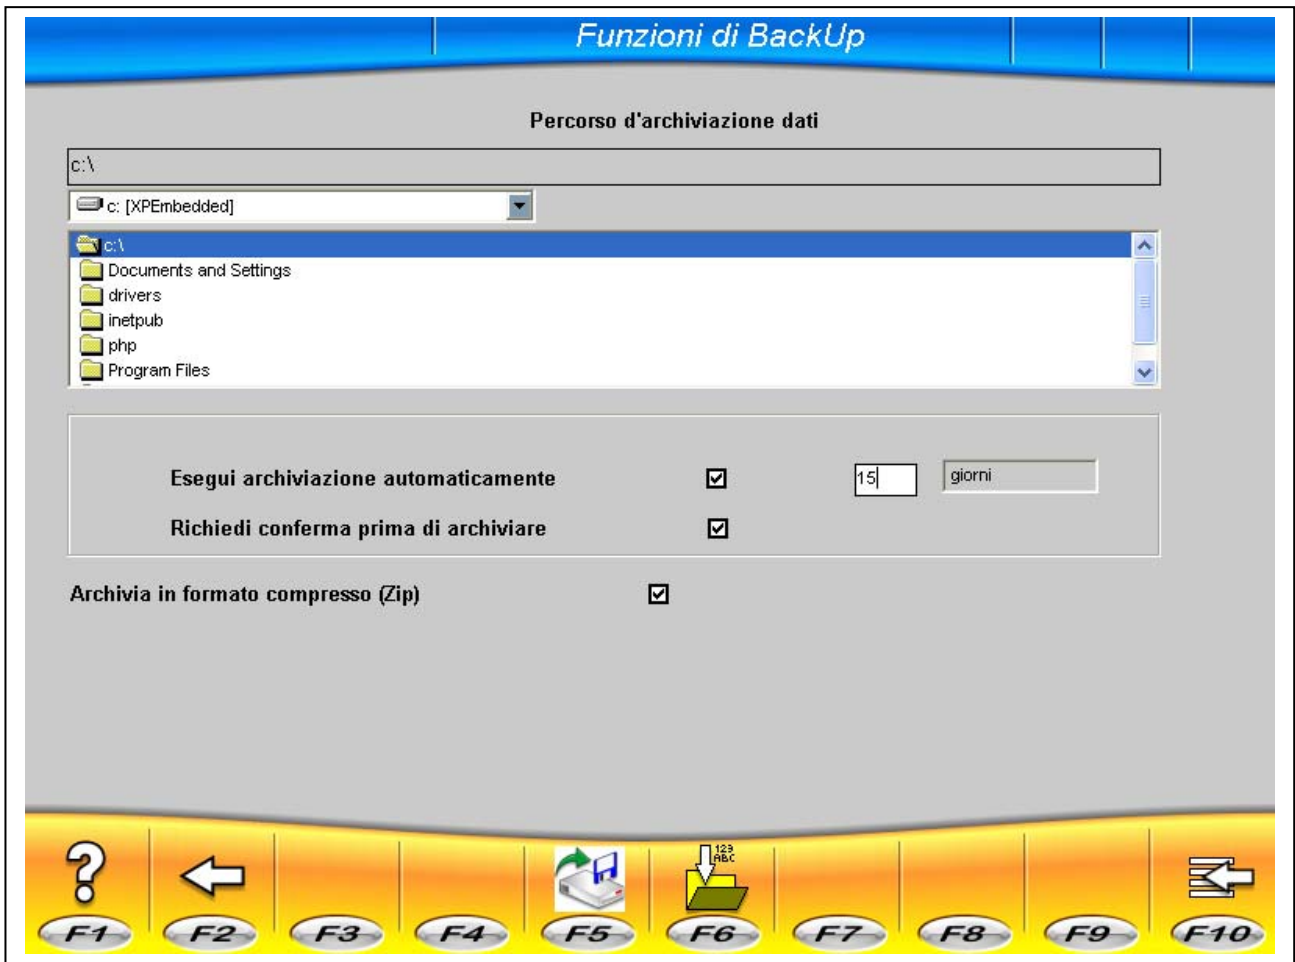 Funzioni di BackUp
Percorso d'archiviazione dati
c:\
c: [XPEmbedded]
c:\
Documents and Settings
drivers
inetpub
php
Program Files
Esegui archiviazione automaticamente 15 giorni
Richiedi conferma prima di archiviare
Archivia in formato compresso (Zip)
?
123
ABC
F1 F2 F3 F4 F5 F6 F7 F8 F9 F10